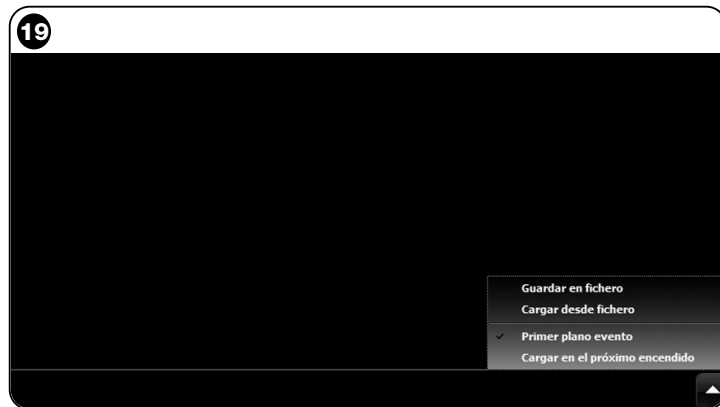 19
Guardar en fichero
Cargar desde fichero
Primer plano evento
Cargar en el próximo encendido